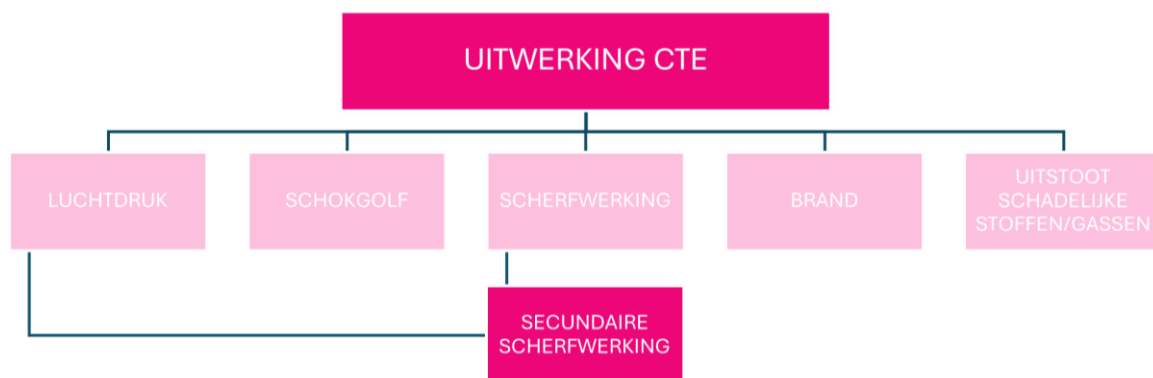 UITWERKING CTE
LUCHTDRUK
SCHOKGOLF
SCHERFWERKING
BRAND
UITSTOOT
SCHADELIJKE
STOFFEN/GASSEN
SECUNDAIRE
SCHERFWERKING